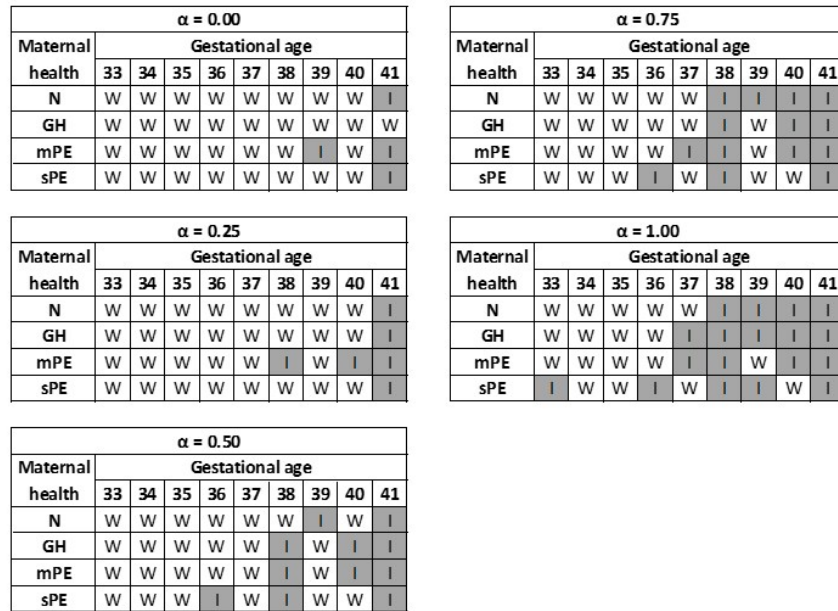 α = 0.00
Maternal health Gestational age
33 34 35 36 37 38 39 40 41
N W W W W W W W W I
GH W W W W W W W W W
mPE W W W W W W I W I
sPE W W W W W W W W I
α = 0.25
Maternal health Gestational age
33 34 35 36 37 38 39 40 41
N W W W W W W W W I
GH W W W W W W W W I
mPE W W W W W I W I I
sPE W W W W W W W W I
α = 0.50
Maternal health Gestational age
33 34 35 36 37 38 39 40 41
N W W W W W W I W I
GH W W W W W I W I I
mPE W W W W W I W I I
sPE W W W I W I W W I
α = 0.75
Maternal health Gestational age
33 34 35 36 37 38 39 40 41
N W W W W W I I I I
GH W W W W W I W I I
mPE W W W W I I W I I
sPE W W W I W I W W I
α = 1.00
Maternal health Gestational age
33 34 35 36 37 38 39 40 41
N W W W W W I I I I
GH W W W W I I I I I
mPE W W W W I I W I I
sPE I W W I W I I W I